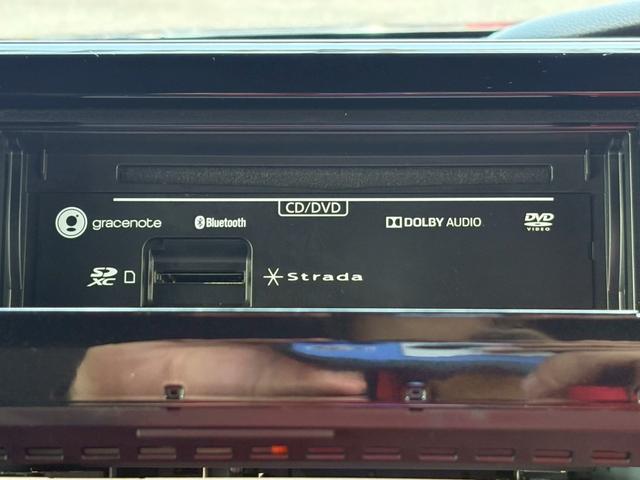 CD/DVD
gracenote
Bluetooth
DOLBY AUDIO
DVD
VIDEO
SD
XC
Strada